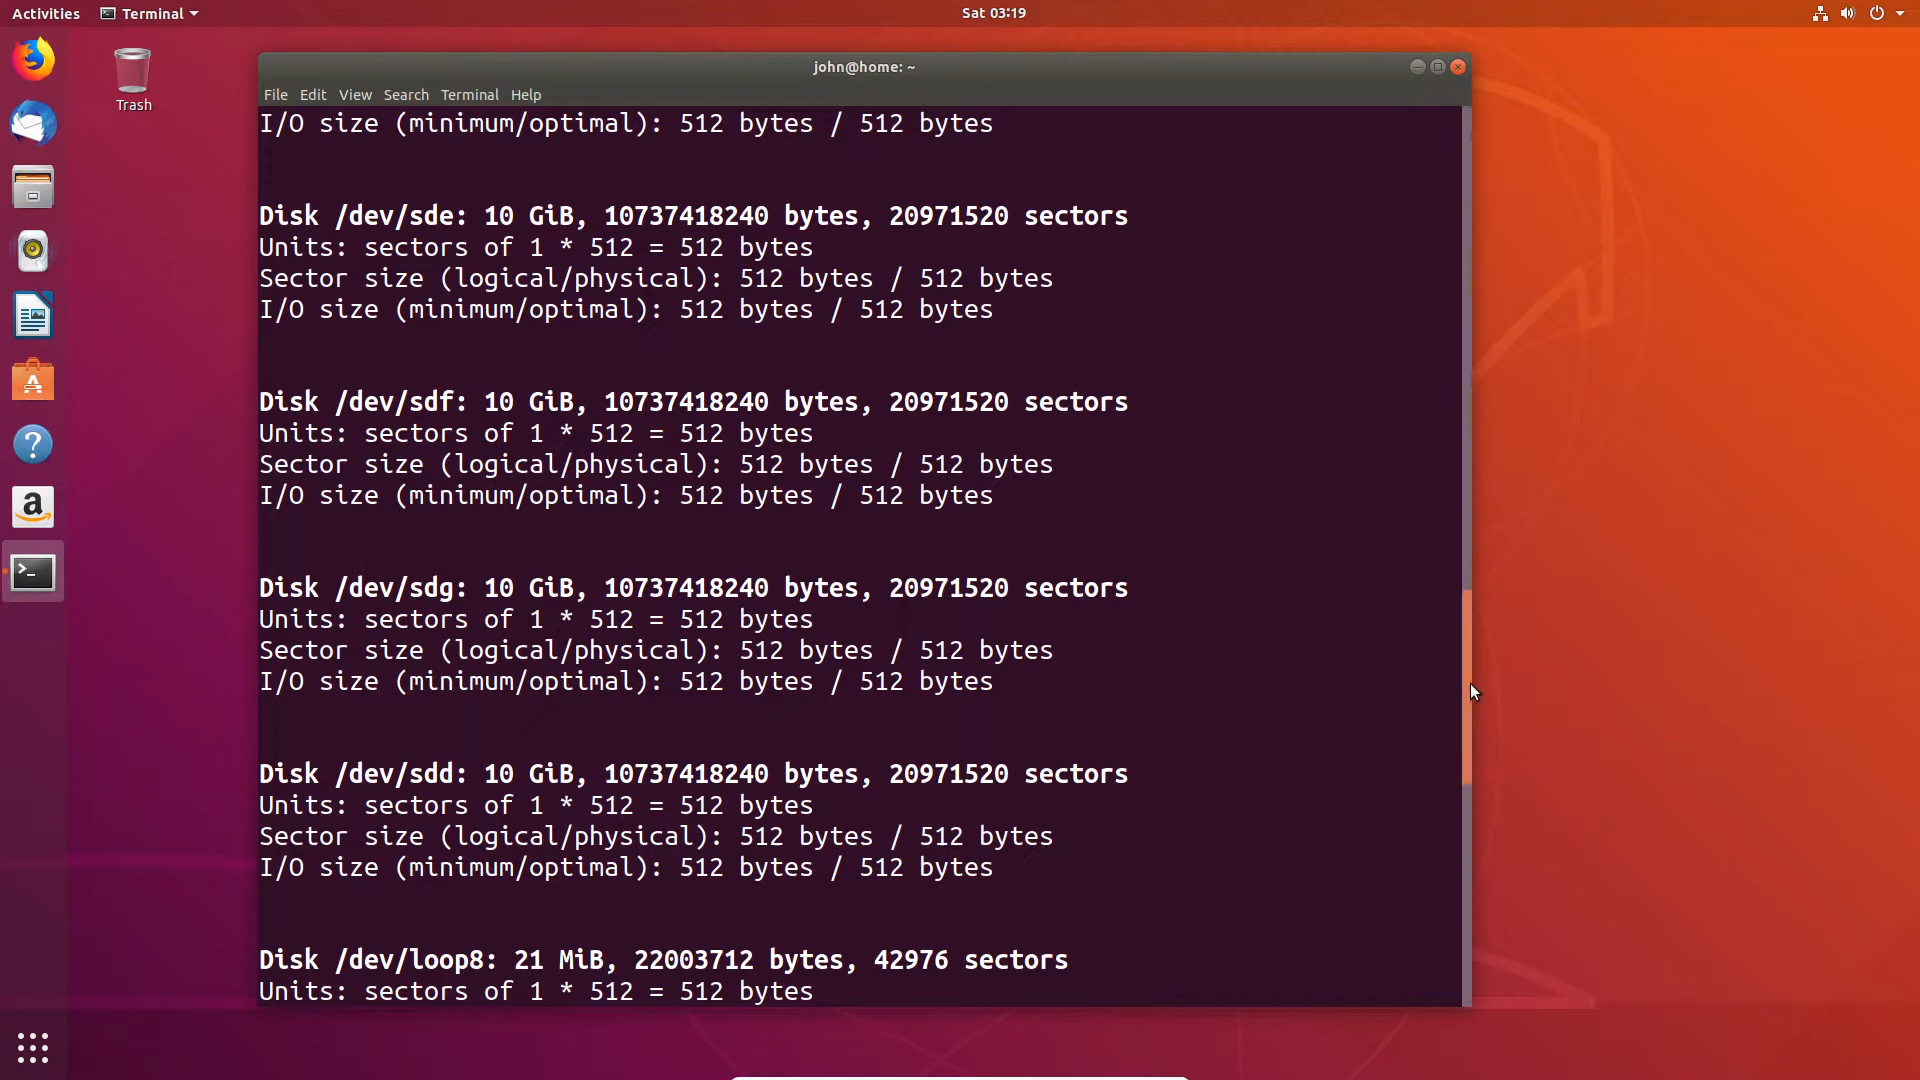 Activities
Terminal
Sat 03:19
Trash
john@home: ~
File Edit View Search Terminal Help
I/O size (minimum/optimal): 512 bytes / 512 bytes
Disk /dev/sde: 10 GiB, 10737418240 bytes, 20971520 sectors
Units: sectors of 1 * 512 = 512 bytes
Sector size (logical/physical): 512 bytes / 512 bytes
I/O size (minimum/optimal): 512 bytes / 512 bytes
Disk /dev/sdf: 10 GiB, 10737418240 bytes, 20971520 sectors
Units: sectors of 1 * 512 = 512 bytes
Sector size (logical/physical): 512 bytes / 512 bytes
I/O size (minimum/optimal): 512 bytes / 512 bytes
Disk /dev/sdg: 10 GiB, 10737418240 bytes, 20971520 sectors
Units: sectors of 1 * 512 = 512 bytes
Sector size (logical/physical): 512 bytes / 512 bytes
I/O size (minimum/optimal): 512 bytes / 512 bytes
Disk /dev/sdd: 10 GiB, 10737418240 bytes, 20971520 sectors
Units: sectors of 1 * 512 = 512 bytes
Sector size (logical/physical): 512 bytes / 512 bytes
I/O size (minimum/optimal): 512 bytes / 512 bytes
Disk /dev/loop8: 21 MiB, 22003712 bytes, 42976 sectors
Units: sectors of 1 * 512 = 512 bytes